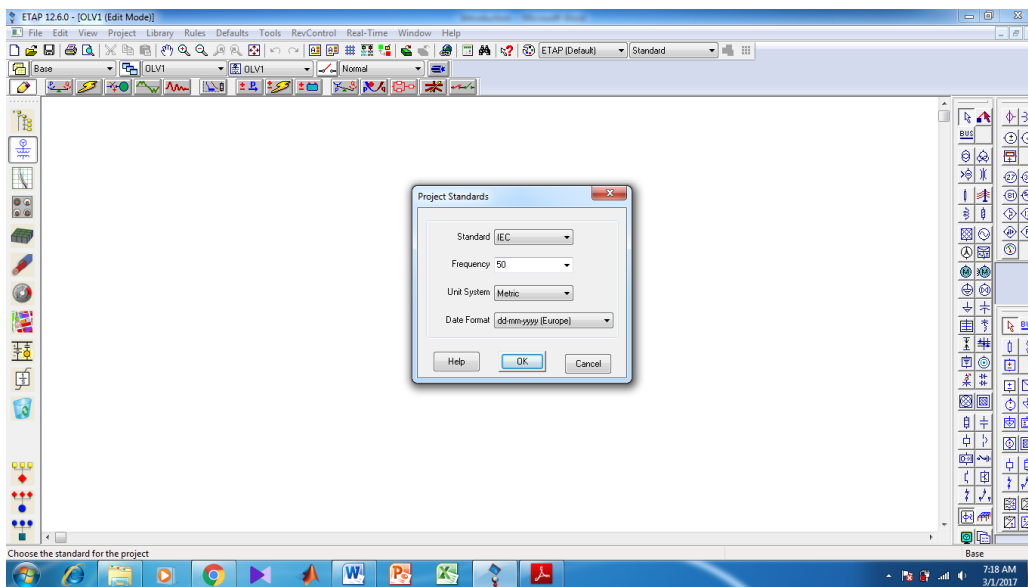 ETAP 12.6.0 - [OLV1 (Edit Mode)]
File Edit View Project Library Rules Defaults Tools RevControl Real-Time Window Help
ETAP (Default) Standard
Base OLV1 OLV1 Normal
BUS
Project Standards
Standard IEC
Frequency 50
Unit System Metric
Date Format dd-mm-yyyy (Europe)
Help OK Cancel
Choose the standard for the project Base
7:18 AM
3/1/2017